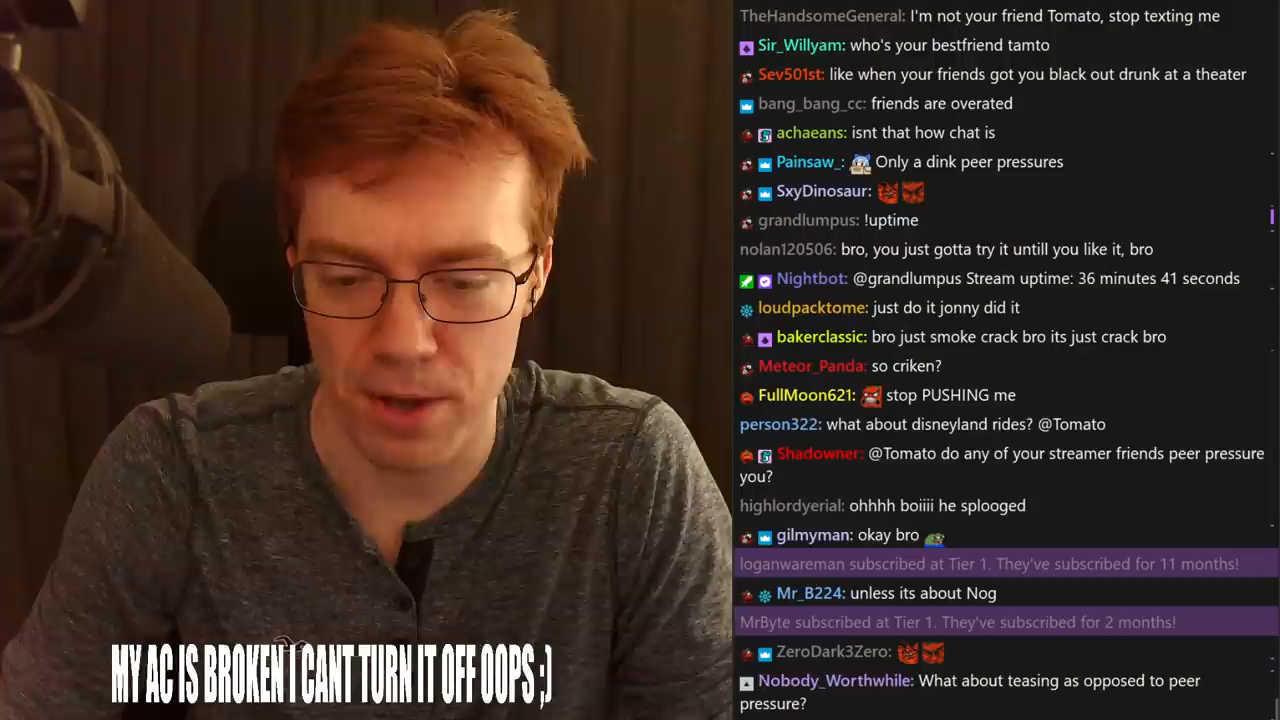 TheHandsomeGeneral: I'm not your friend Tomato, stop texting me
Sir_Willyam: who's your bestfriend tamto
Sev501st: like when your friends got you black out drunk at a theater
bang_bang_cc: friends are overated
achaeans: isnt that how chat is
Painsaw_: Only a dink peer pressures
SxyDinosaur:
grandlumpus: !uptime
nolan120506: bro, you just gotta try it untill you like it, bro
Nightbot: @grandlumpus Stream uptime: 36 minutes 41 seconds
loudpacktome: just do it jonny did it
bakerclassic: bro just smoke crack bro its just crack bro
Meteor_Panda: so criken?
FullMoon621: stop PUSHING me
person322: what about disneyland rides? @Tomato
Shadowner: @Tomato do any of your streamer friends peer pressure
you?
highlordyerial: ohhhh boiiii he splooged
gilmyman: okay bro
loganwareman subscribed at Tier 1. They've subscribed for 11 months!
Mr_B224: unless its about Nog
MrByte subscribed at Tier 1. They've subscribed for 2 months!
ZeroDark3Zero:
Nobody_Worthwhile: What about teasing as opposed to peer
pressure?
MY AC IS BROKEN I CANT TURN IT OFF OOPS ;)